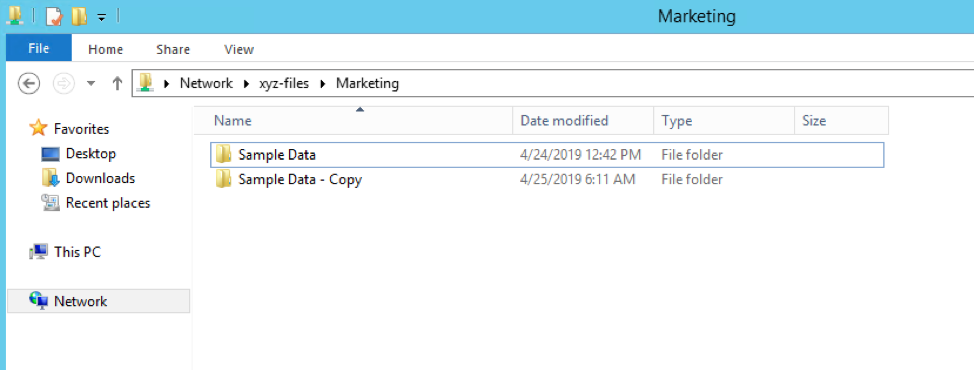 Marketing
File Home Share View
Network xyz-files Marketing
Name Date modified Type Size
Favorites
Desktop
Downloads
Recent places
This PC
Network
Sample Data 4/24/2019 12:42 PM File folder
Sample Data - Copy 4/25/2019 6:11 AM File folder